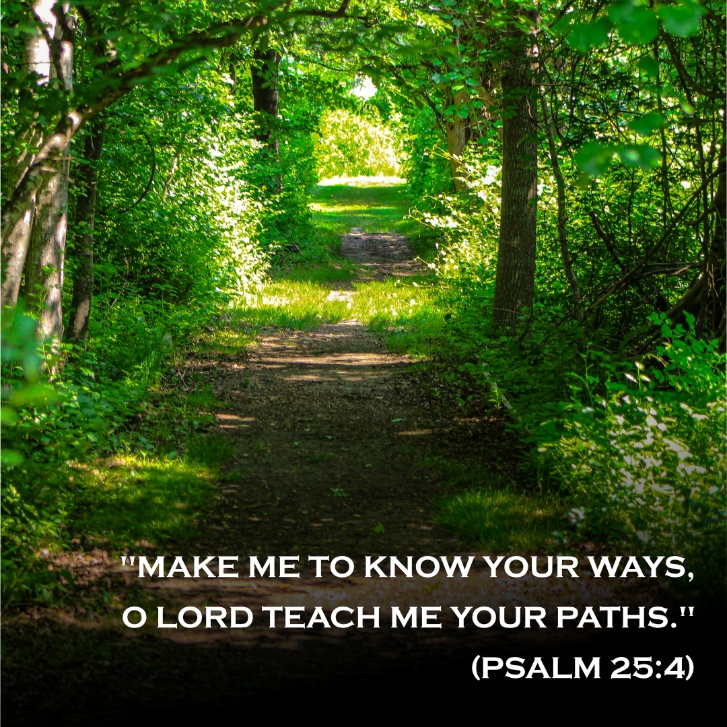 "MAKE ME TO KNOW YOUR WAYS,
O LORD TEACH ME YOUR PATHS."
(PSALM 25:4)